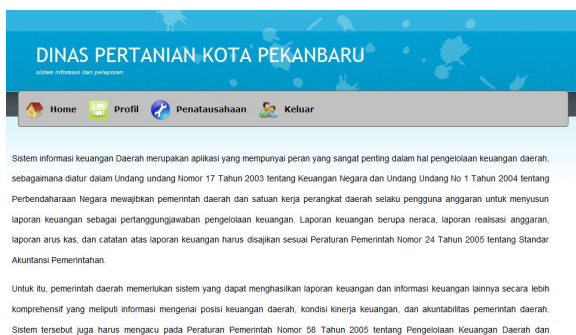 DINAS PERTANIAN KOTA PEKANBARU
sistem informasi dan pelaporan
Home Profil Penatausahaan Keluar
Sistem informasi keuangan Daerah merupakan aplikasi yang mempunyai peran yang sangat penting dalam hal pengelolaan keuangan daerah,
sebagaimana diatur dalam Undang undang Nomor 17 Tahun 2003 tentang Keuangan Negara dan Undang Undang No 1 Tahun 2004 tentang
Perbendaharaan Negara mewajibkan pemerintah daerah dan satuan kerja perangkat daerah selaku pengguna anggaran untuk menyusun
laporan keuangan sebagai pertanggungjawaban pengelolaan keuangan. Laporan keuangan berupa neraca, laporan realisasi anggaran,
laporan arus kas, dan catatan atas laporan keuangan harus disajikan sesuai Peraturan Pemerintah Nomor 24 Tahun 2005 tentang Standar
Akuntansi Pemerintahan.
Untuk itu, pemerintah daerah memerlukan sistem yang dapat menghasilkan laporan keuangan dan informasi keuangan lainnya secara lebih
komprehensif yang meliputi informasi mengenai posisi keuangan daerah, kondisi kinerja keuangan, dan akuntabilitas pemerintah daerah.
Sistem tersebut juga harus mengacu pada Peraturan Pemerintah Nomor 58 Tahun 2005 tentang Pengelolaan Keuangan Daerah dan